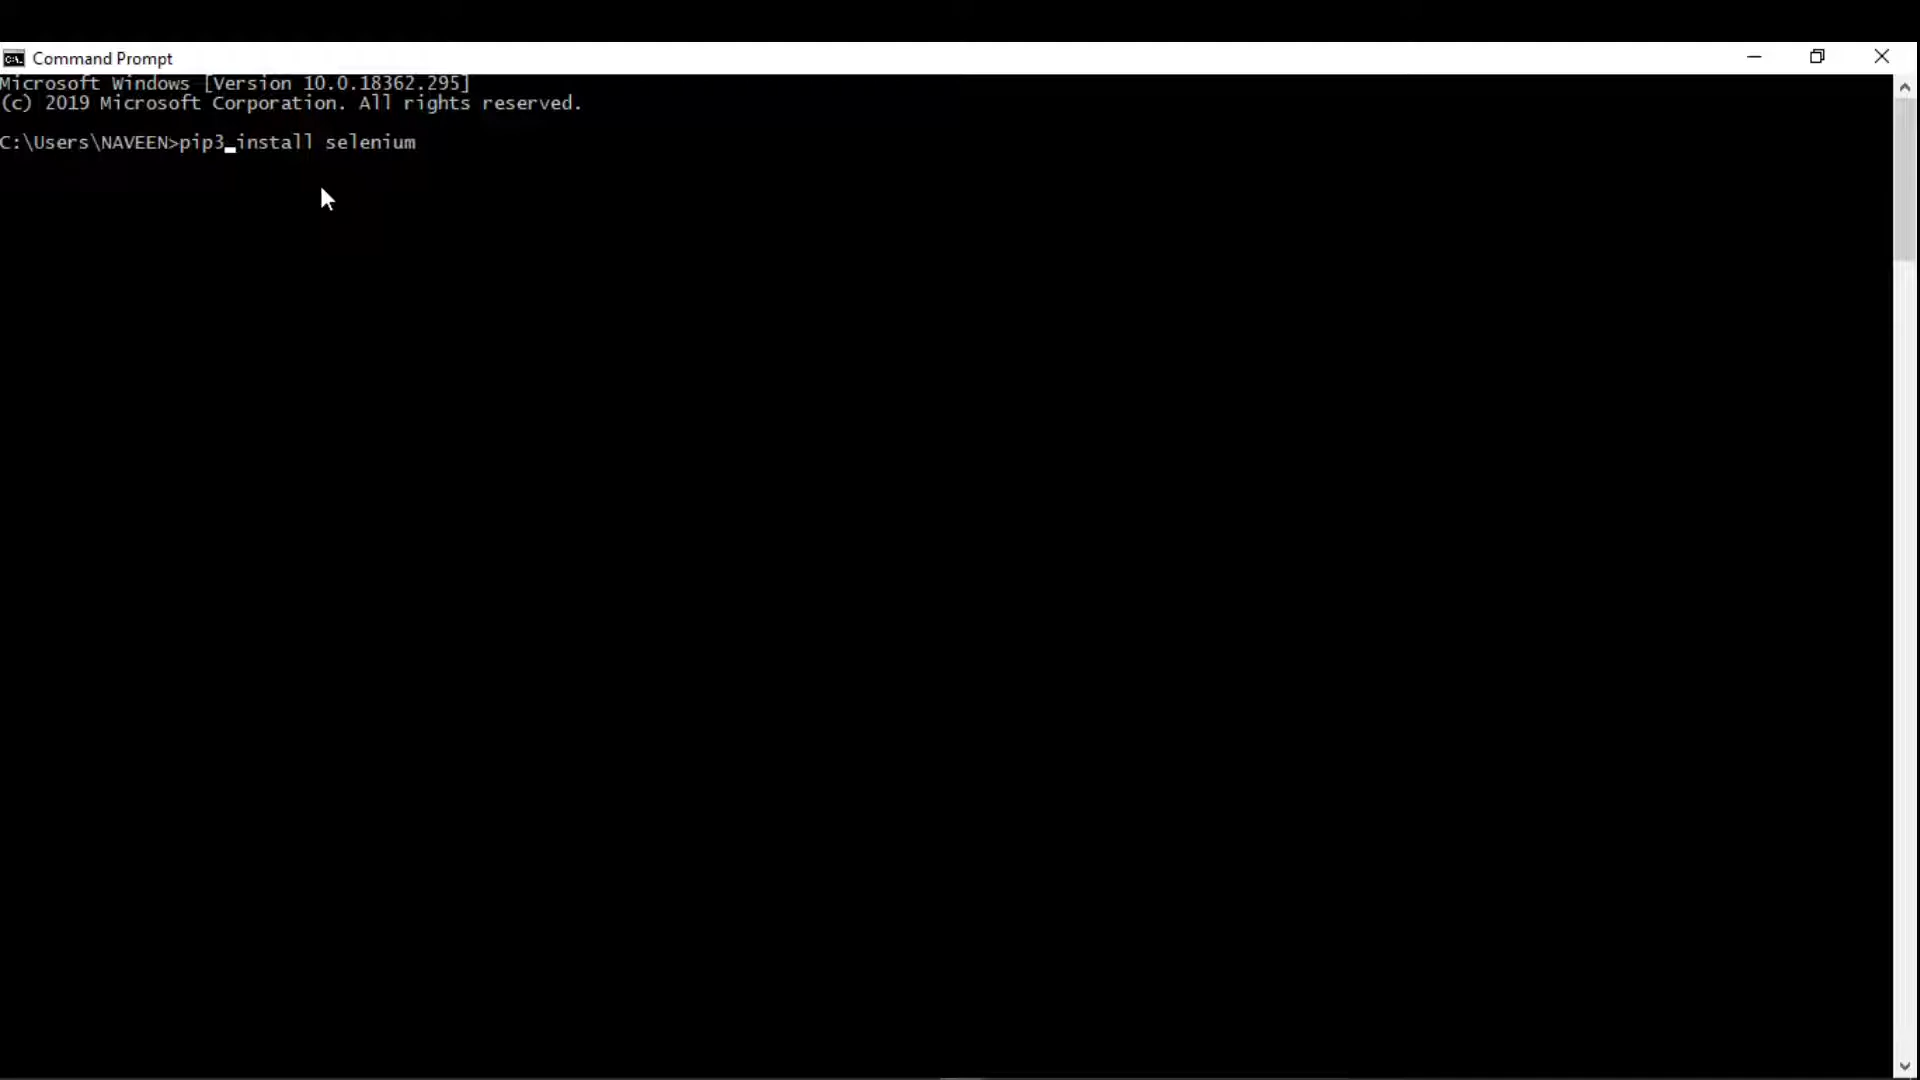 Command Prompt
Microsoft Windows [Version 10.0.18362.295]
(c) 2019 Microsoft Corporation. All rights reserved.
C:\Users\NAVEEN>pip3 install selenium